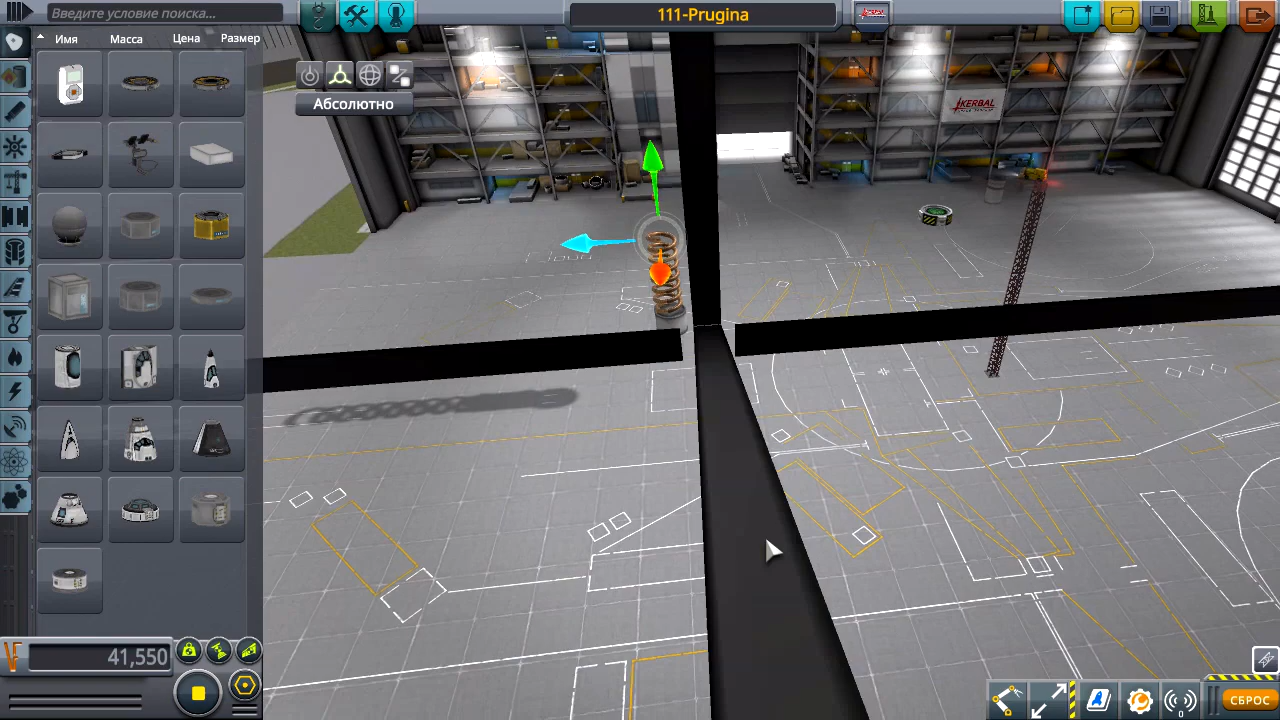 Введите условие поиска...
111-Prugina
Имя Масса Цена Размер
Абсолютно
KERBAL
41,550
СБРОС